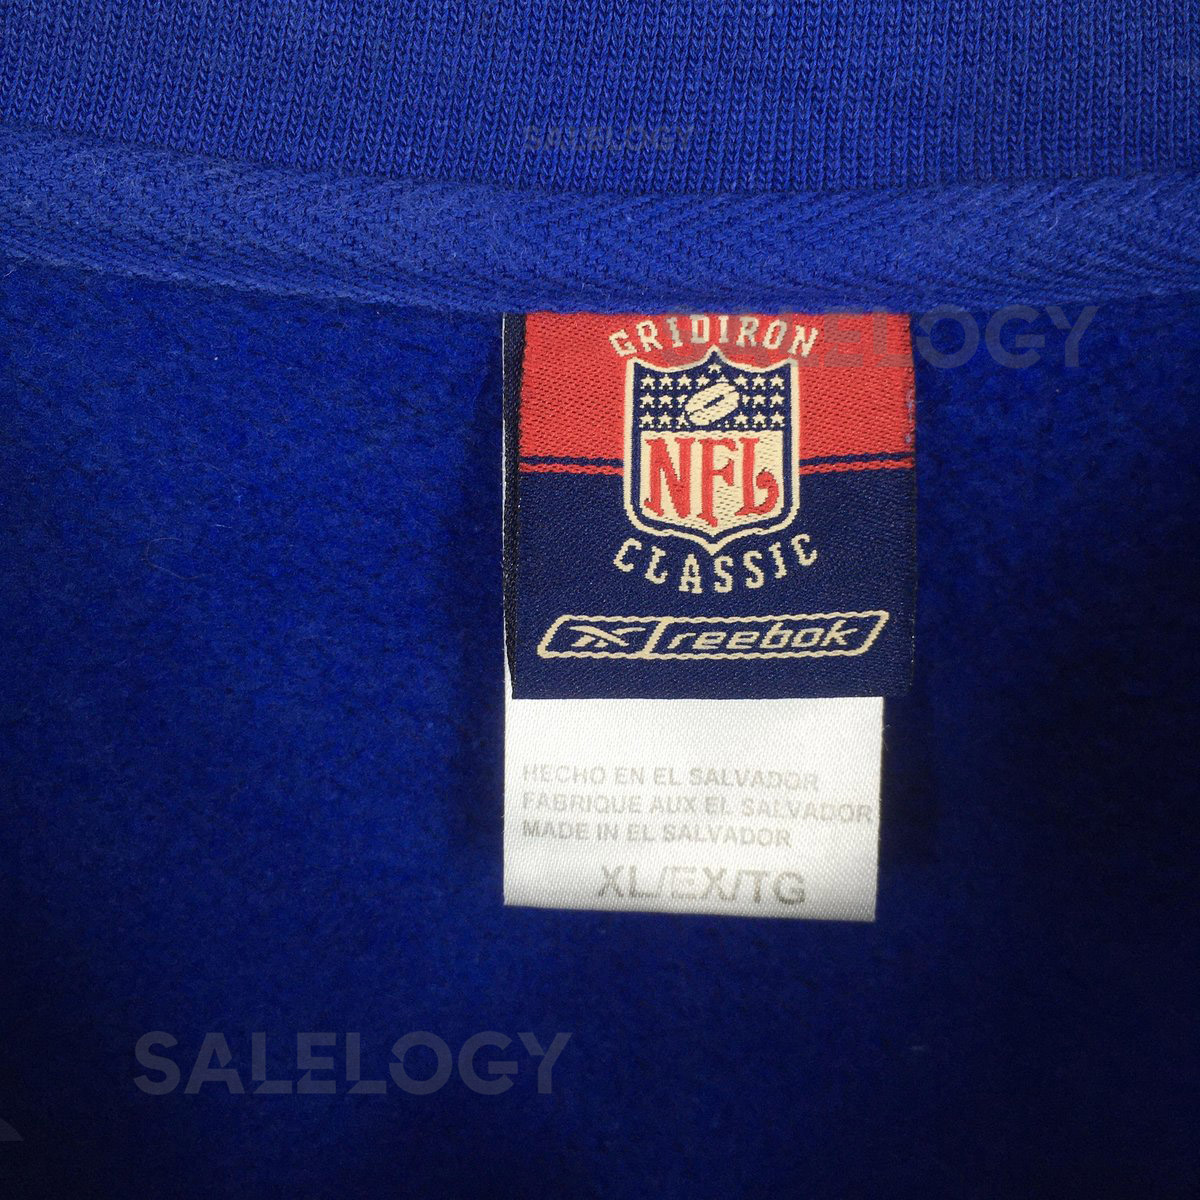 SALELOGY
SALELOGY
GRIDIRON
NFL
CLASSIC
reebok
HECHO EN EL SALVADOR
FABRIQUE AUX EL SALVADOR
MADE IN EL SALVADOR
XL/EX/TG
SALELOGY